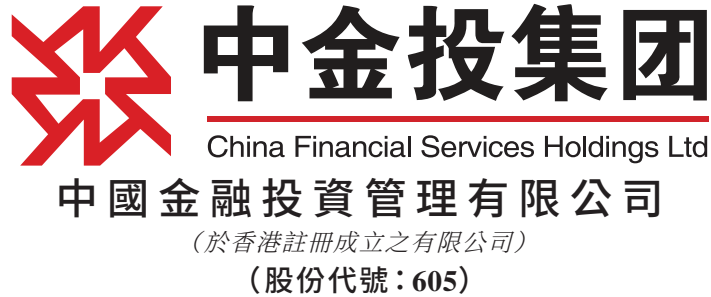 中金投集团
China Financial Services Holdings Ltd
中國金融投資管理有限公司
（於香港註冊成立之有限公司）
（股份代號：605）